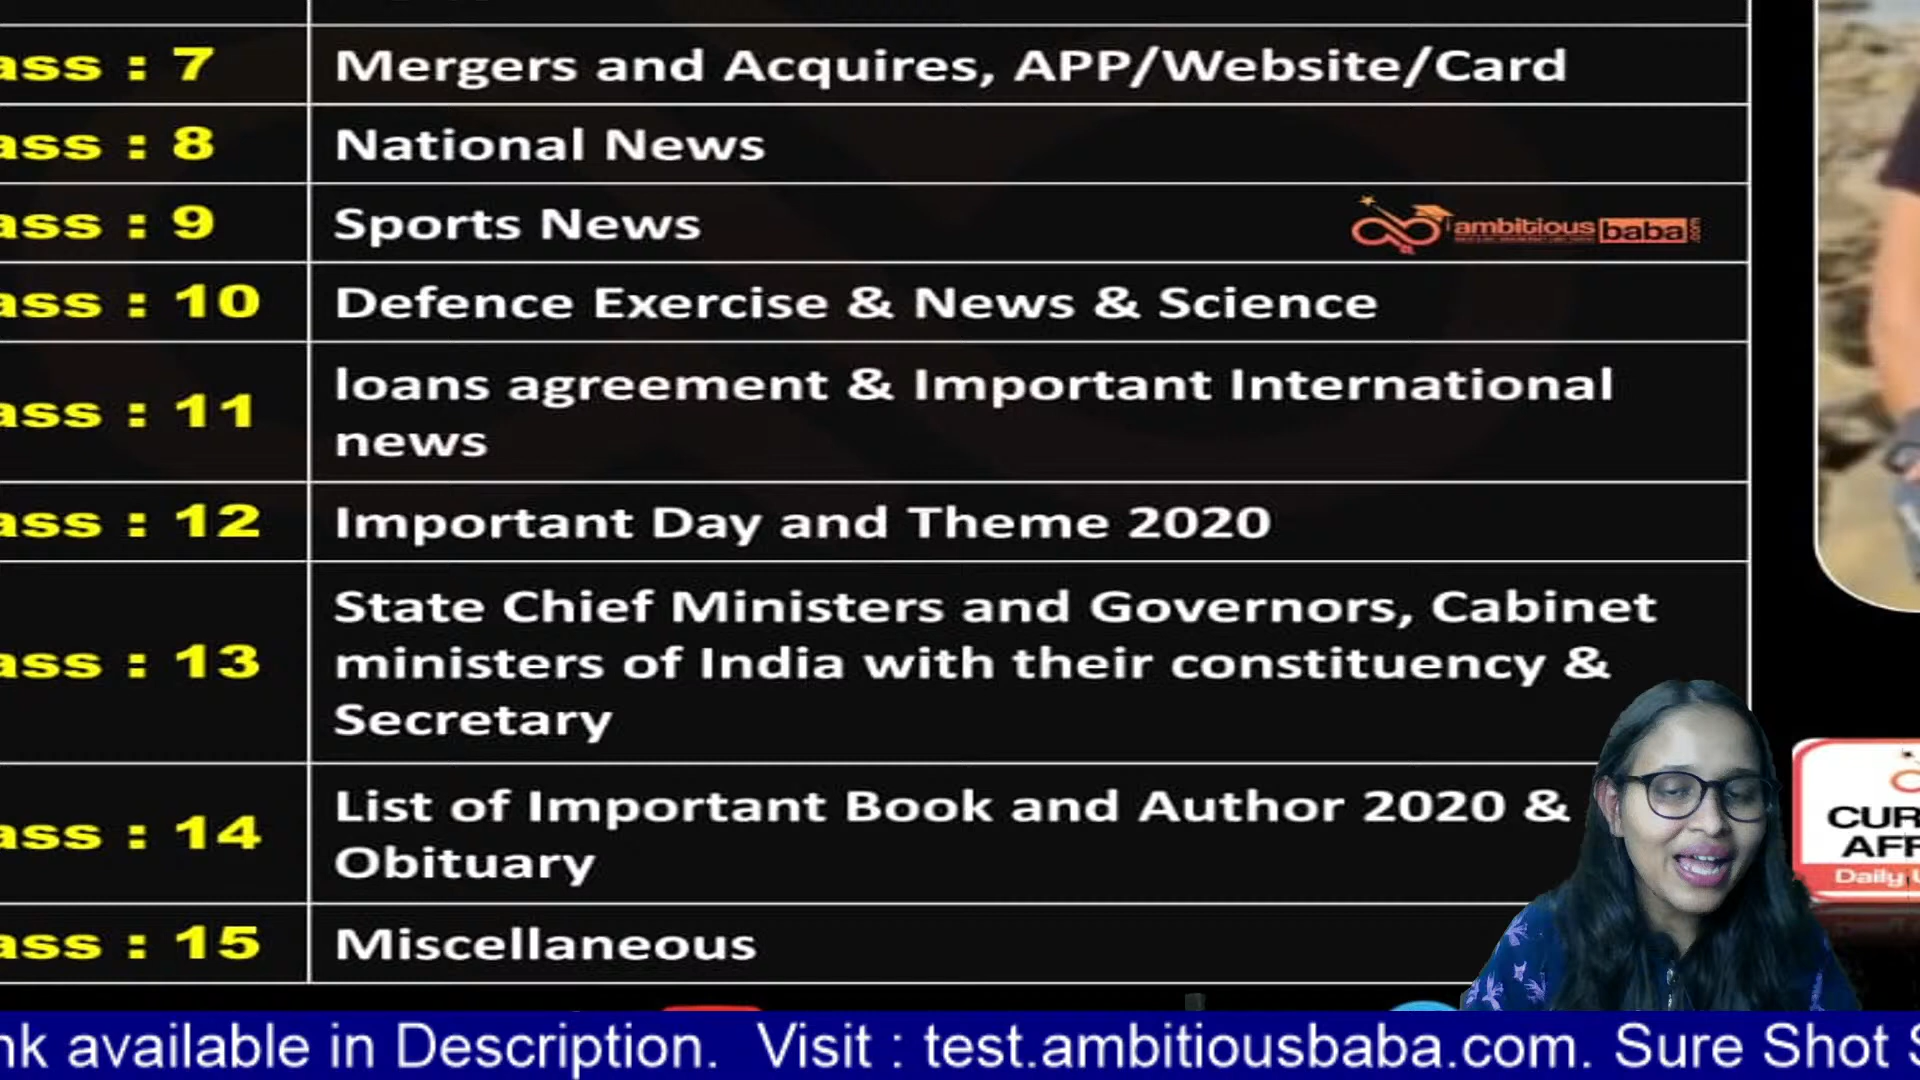 ass : 7 Mergers and Acquires, APP/Website/Card
ass : 8 National News
ass : 9 Sports News
ambitious baba .com
ass : 10 Defence Exercise & News & Science
ass : 11 loans agreement & Important International
news
ass : 12 Important Day and Theme 2020
ass : 13 State Chief Ministers and Governors, Cabinet
ministers of India with their constituency &
Secretary
ass : 14 List of Important Book and Author 2020 &
Obituary
ass : 15 Miscellaneous
CUR
AFF
Daily U
nk available in Description. Visit : test.ambitiousbaba.com. Sure Shot S